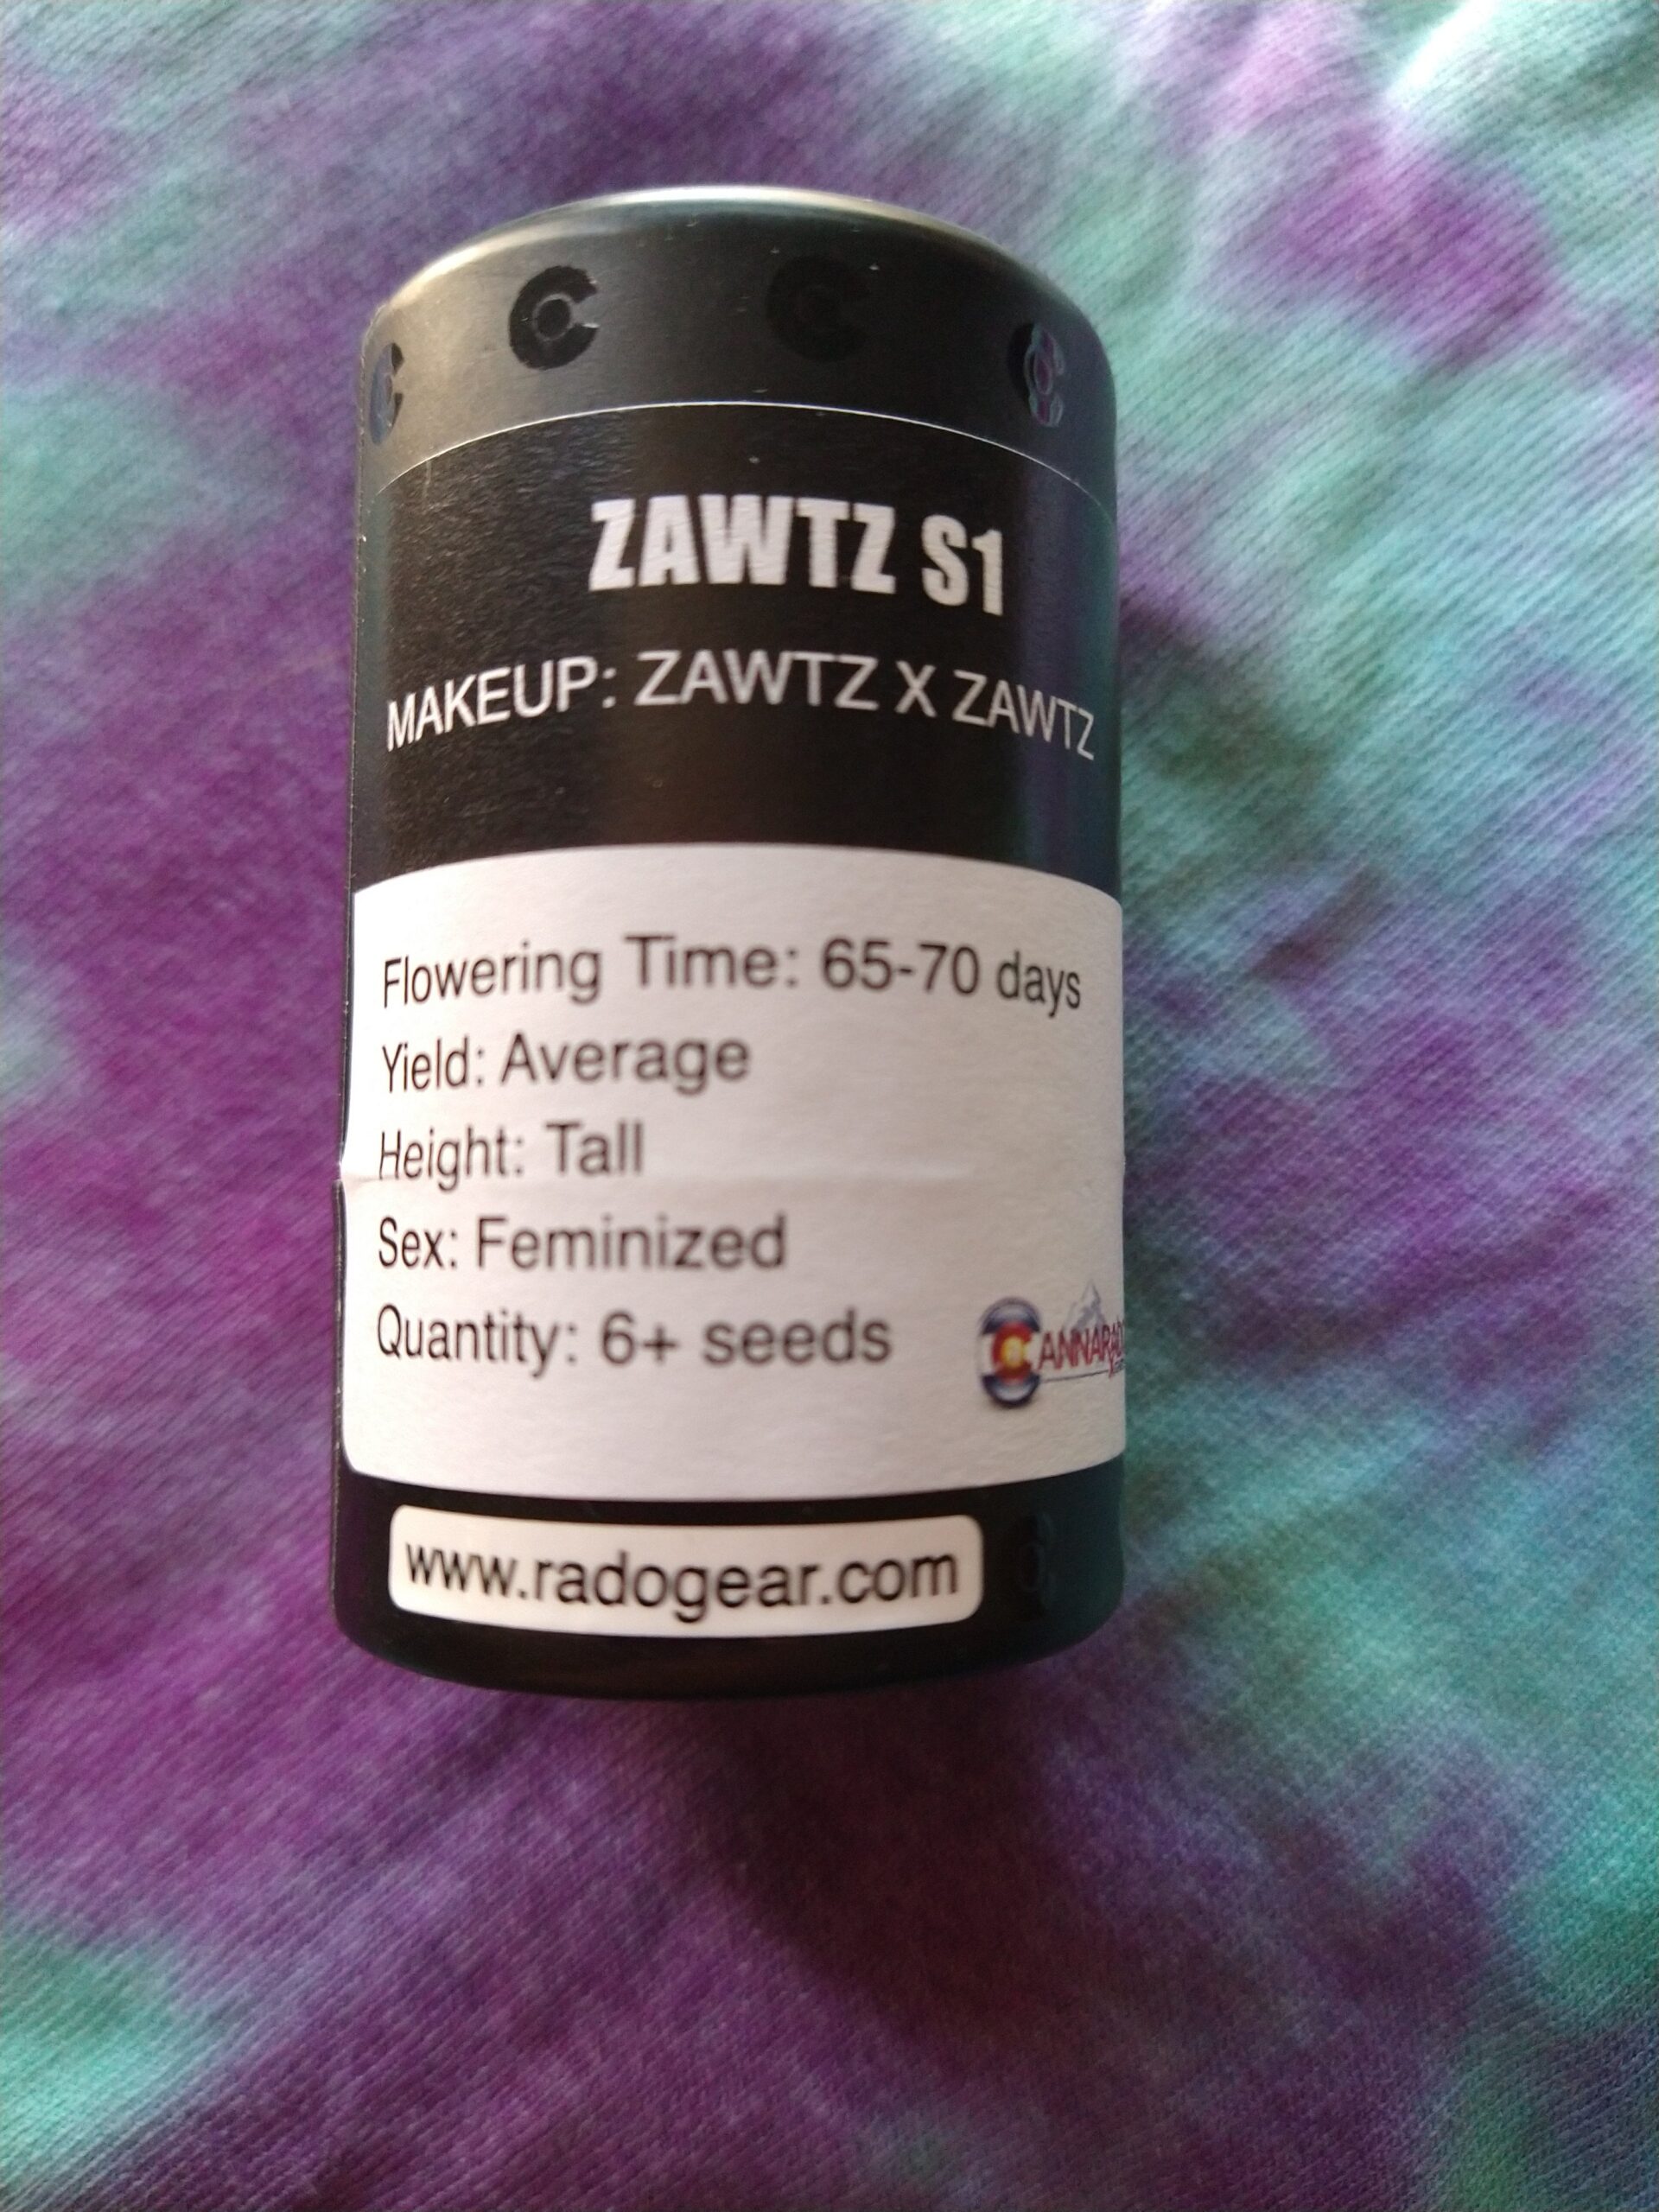 ZAWTZ S1
MAKEUP: ZAWTZ X ZAWTZ
Flowering Time: 65-70 days
Yield: Average
Height: Tall
Sex: Feminized
Quantity: 6+ seeds
www.radogear.com